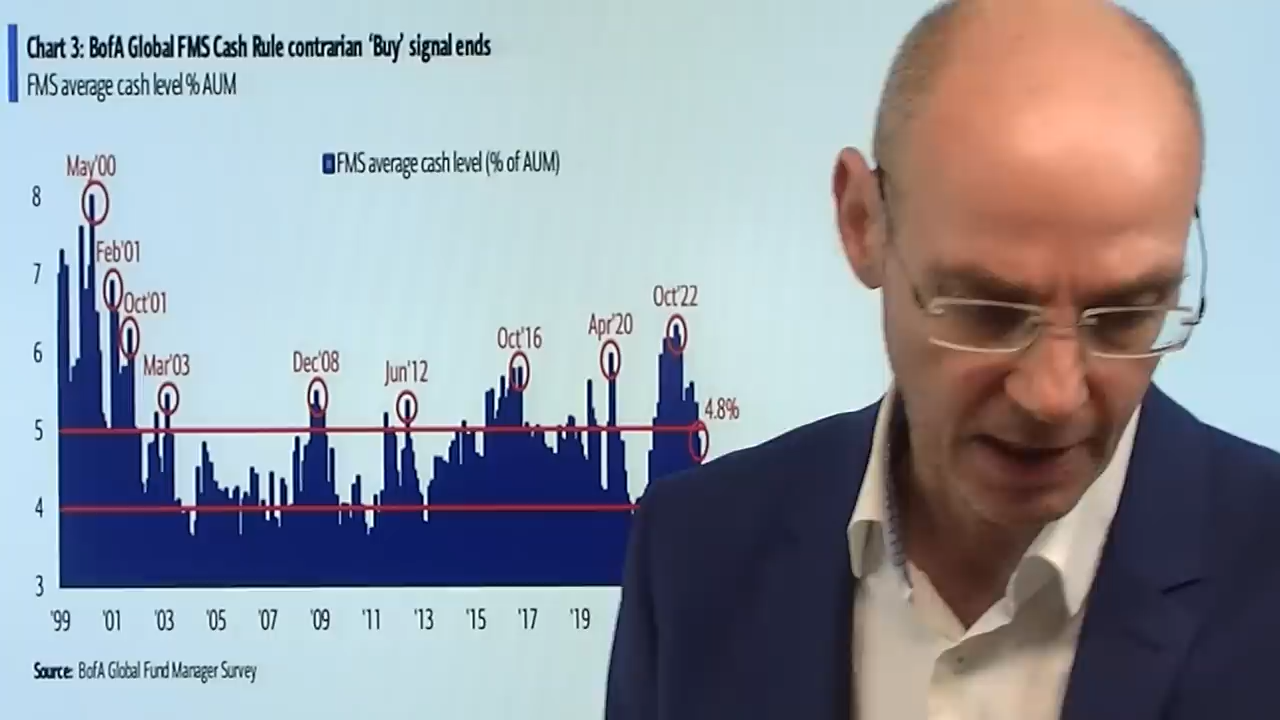 Chart 3: BofA Global FMS Cash Rule contrarian ‘Buy’ signal ends
FMS average cash level % AUM
FMS average cash level (% of AUM)
May'00
Feb'01
Oct'01
Mar'03
Dec'08
Jun'12
Oct'16
Apr'20
Oct'22
4.8%
8
7
6
5
4
3
'99 '01 '03 '05 '07 '09 '11 '13 '15 '17 '19
Source: BofA Global Fund Manager Survey